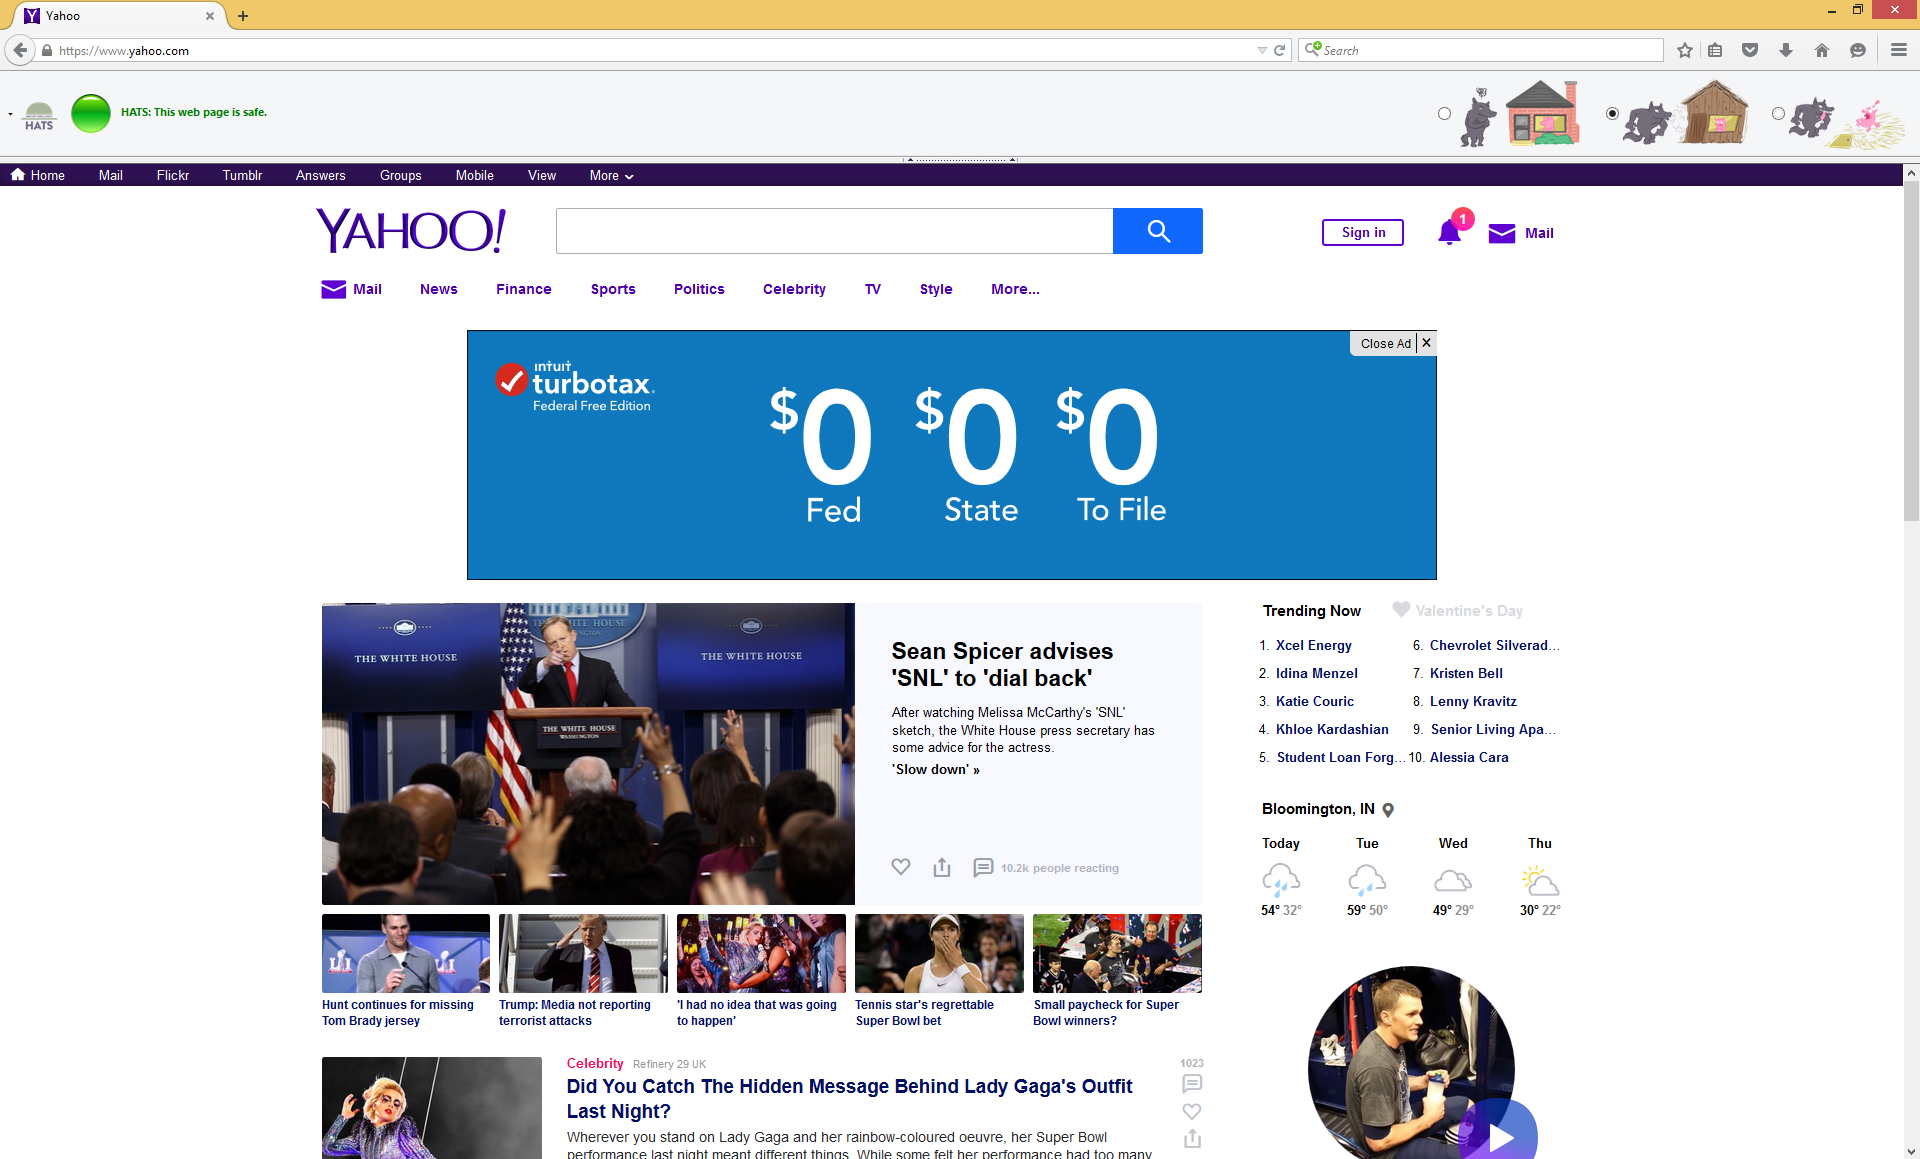 Yahoo
https://www.yahoo.com
Search
HATS
HATS: This web page is safe.
Home Mail Flickr Tumblr Answers Groups Mobile View More
YAHOO!
Sign in
1
Mail
Mail News Finance Sports Politics Celebrity TV Style More...
Close Ad
intuit
turbotax.
Federal Free Edition
$0 $0 $0
Fed State To File
THE WHITE HOUSE
THE WHITE HOUSE
WASHINGTON
THE WHITE HOUSE
THE WHITE HOUSE
WASHINGTON
Sean Spicer advises
'SNL' to 'dial back'
After watching Melissa McCarthy's 'SNL'
sketch, the White House press secretary has
some advice for the actress.
'Slow down' »
10.2k people reacting
Hunt continues for missing
Tom Brady jersey
Trump: Media not reporting
terrorist attacks
'I had no idea that was going
to happen'
Tennis star's regrettable
Super Bowl bet
Small paycheck for Super
Bowl winners?
Celebrity Refinery 29 UK
Did You Catch The Hidden Message Behind Lady Gaga's Outfit
Last Night?
Wherever you stand on Lady Gaga and her rainbow-coloured oeuvre, her Super Bowl
performance last night meant different things. While some felt her performance had too many
1023
Trending Now
Valentine's Day
1. Xcel Energy
2. Idina Menzel
3. Katie Couric
4. Khloe Kardashian
5. Student Loan Forg...
6. Chevrolet Silverad...
7. Kristen Bell
8. Lenny Kravitz
9. Senior Living Apa...
10. Alessia Cara
Bloomington, IN
Today Tue Wed Thu
54° 32° 59° 50° 49° 29° 30° 22°